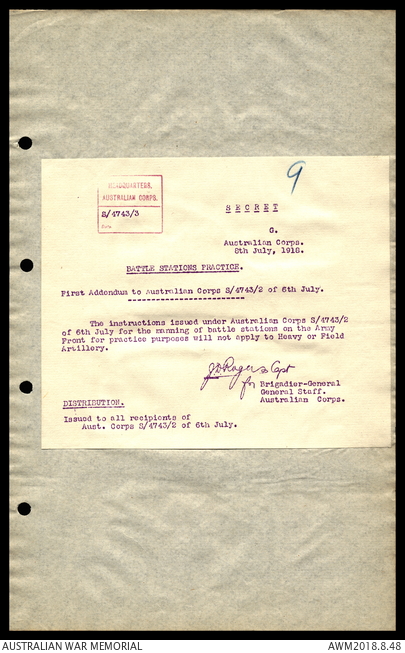 9
HEADQUARTERS,
AUSTRALIAN CORPS.
S/4743/3
Date
SECRET
G.
Australian Corps.
8th July, 1918.
BATTLE STATIONS PRACTICE.
First Addendum to Australian Corps S/4743/2 of 6th July.
The instructions issued under Australian Corps S/4743/2
of 6th July for the manning of battle stations on the Army
Front for practice purposes will not apply to Heavy or Field
Artillery.
J D Rogers Capt
for Brigadier-General
General Staff.
Australian Corps.
DISTRIBUTION.
Issued to all recipients of
Aust. Corps S/4743/2 of 6th July.
AUSTRALIAN WAR MEMORIAL
AWM2018.8.48